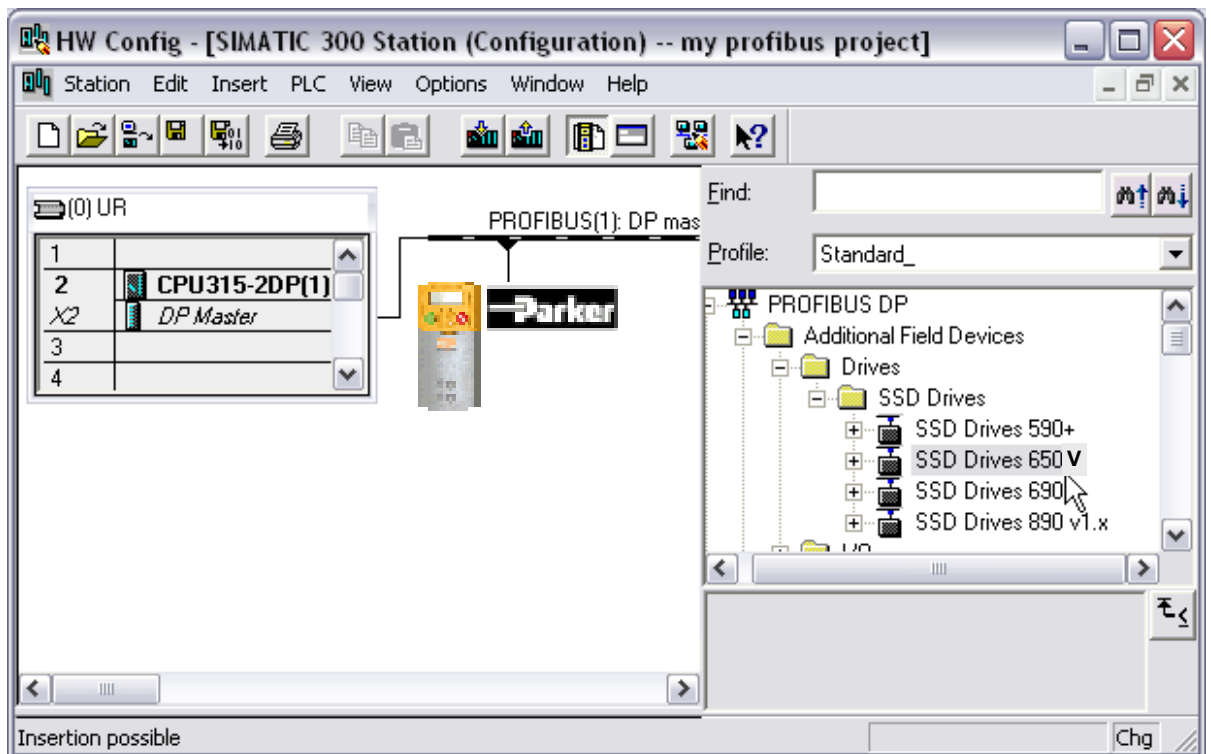 HW Config - [SIMATIC 300 Station (Configuration) -- my profibus project]
Station Edit Insert PLC View Options Window Help
(0) UR
1
2 CPU315-2DP(1)
X2 DP Master
3
4
PROFIBUS(1): DP mas
Parker
Find:
Profile: Standard_
PROFIBUS DP
Additional Field Devices
Drives
SSD Drives
SSD Drives 590+
SSD Drives 650 V
SSD Drives 690
SSD Drives 890 v1.x
I/O
Insertion possible
Chg